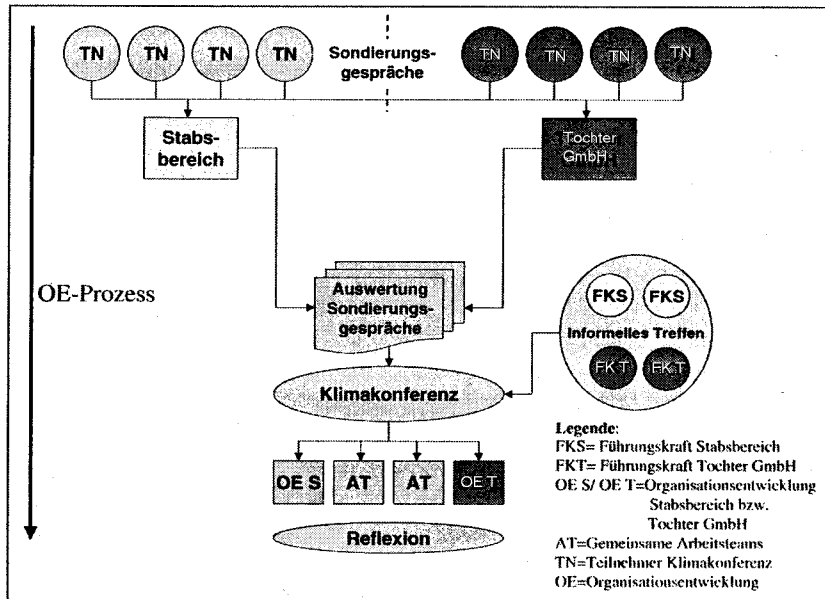 TN TN TN TN
Sondierungs-
gespräche
TN TN TN TN
Stabs-
bereich
Tochter
GmbH
OE-Prozess
Auswertung
Sondierungs-
gespräche
FKS FKS
Informelles Treffen
FKT FKT
Klimakonferenz
OE S AT AT OE T
Reflexion
Legende:
FKS= Führungskraft Stabsbereich
FKT= Führungskraft Tochter GmbH
OE S/ OE T=Organisationsentwicklung
Stabsbereich bzw.
Tochter GmbH
AT=Gemeinsame Arbeitsteams
TN=Teilnehmer Klimakonferenz
OE=Organisationsentwicklung